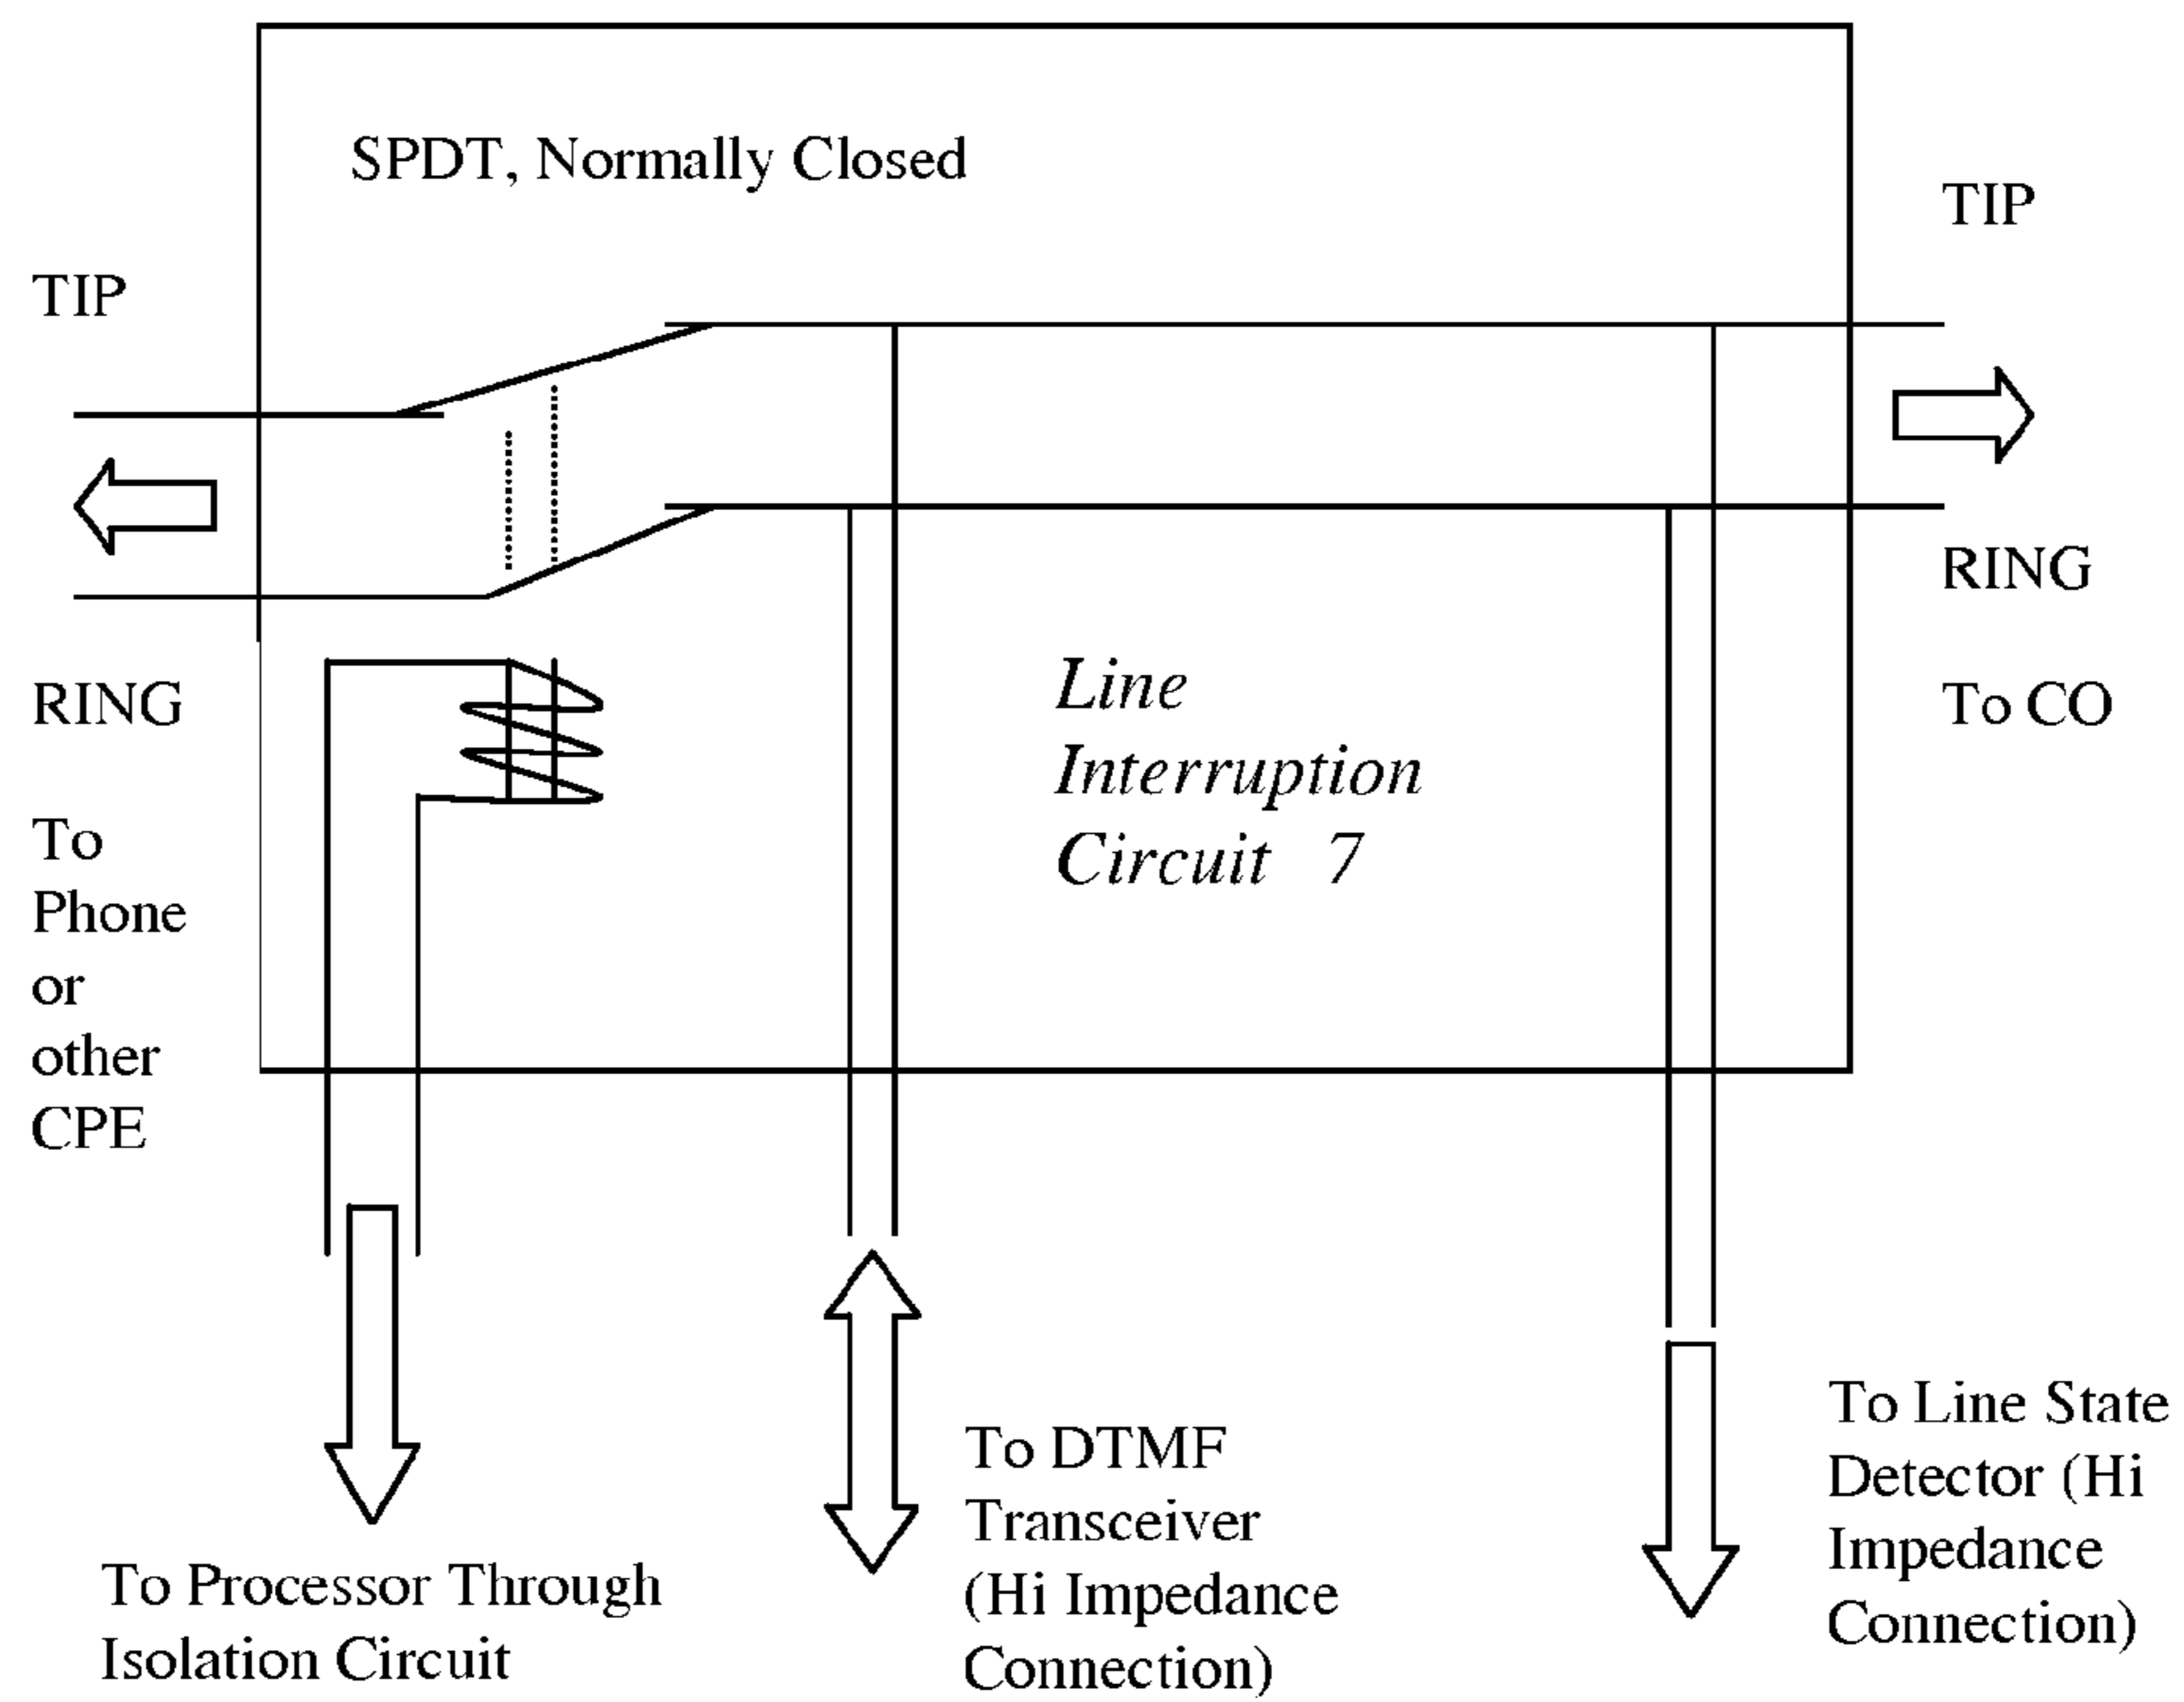 SPDT, Normally Closed
TIP
TIP
RING
To CO
RING
To
Phone
or
other
CPE
Line
Interruption
Circuit 7
To Processor Through
Isolation Circuit
To DTMF
Transceiver
(Hi Impedance
Connection)
To Line State
Detector (Hi
Impedance
Connection)